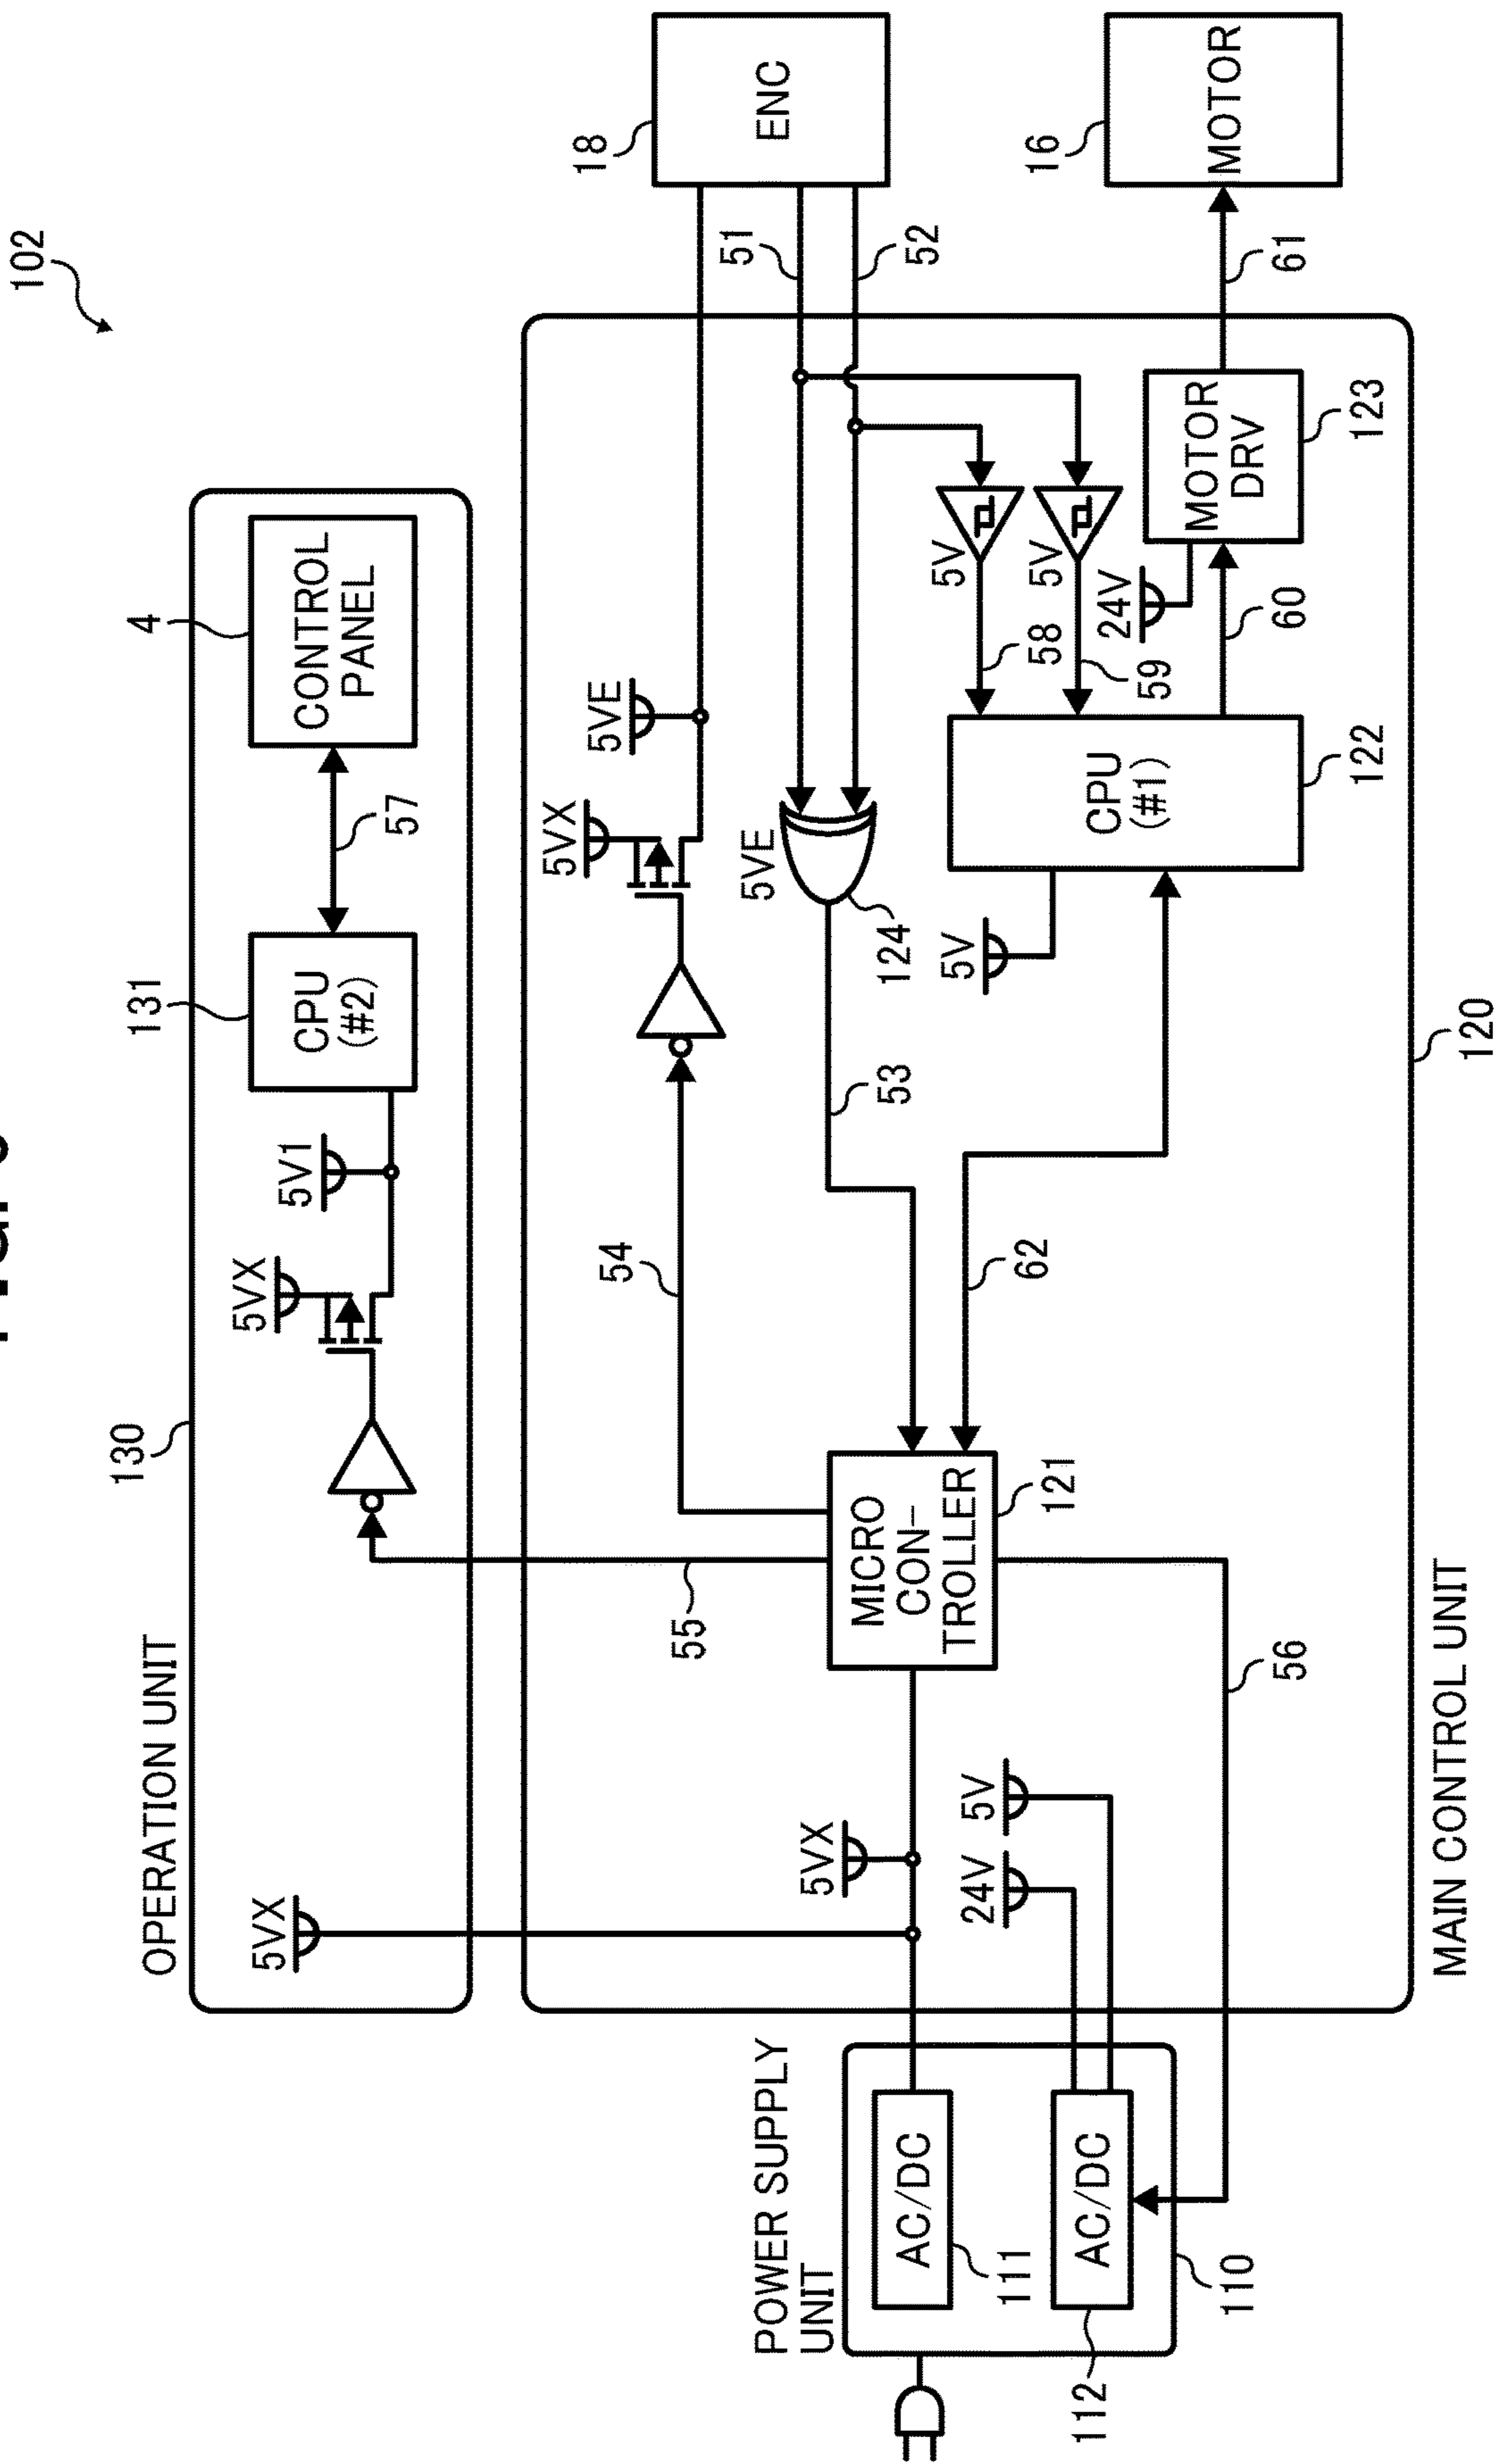 102
OPERATION UNIT
130
5VX
5VX
5V1
131
CPU
(#2)
57
4
CONTROL
PANEL
POWER SUPPLY
UNIT
AC/DC
111
AC/DC
112
110
5VX
24V
5V
55
MICRO
CON-
TROLLER
121
56
54
53
62
5VX
5VE
5VE
124
5V
CPU
(#1)
122
58
59
5V
5V
24V
60
MOTOR
DRV
123
51
52
61
18
ENC
16
MOTOR
MAIN CONTROL UNIT
120